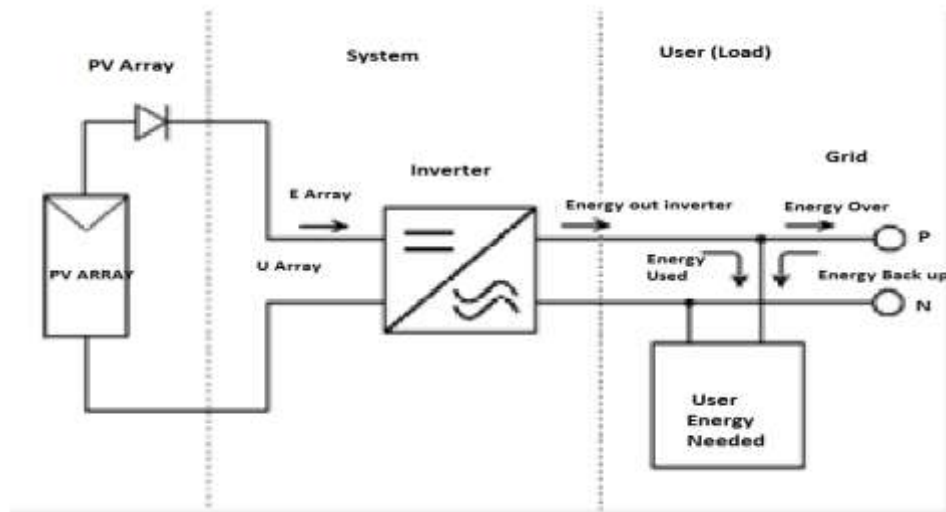 System
User (Load)
PV Array
Grid
Inverter
E Array
Energy out inverter
Energy Over
P
PV ARRAY
U Array
Energy
Used
Energy Back up
N
User
Energy
Needed